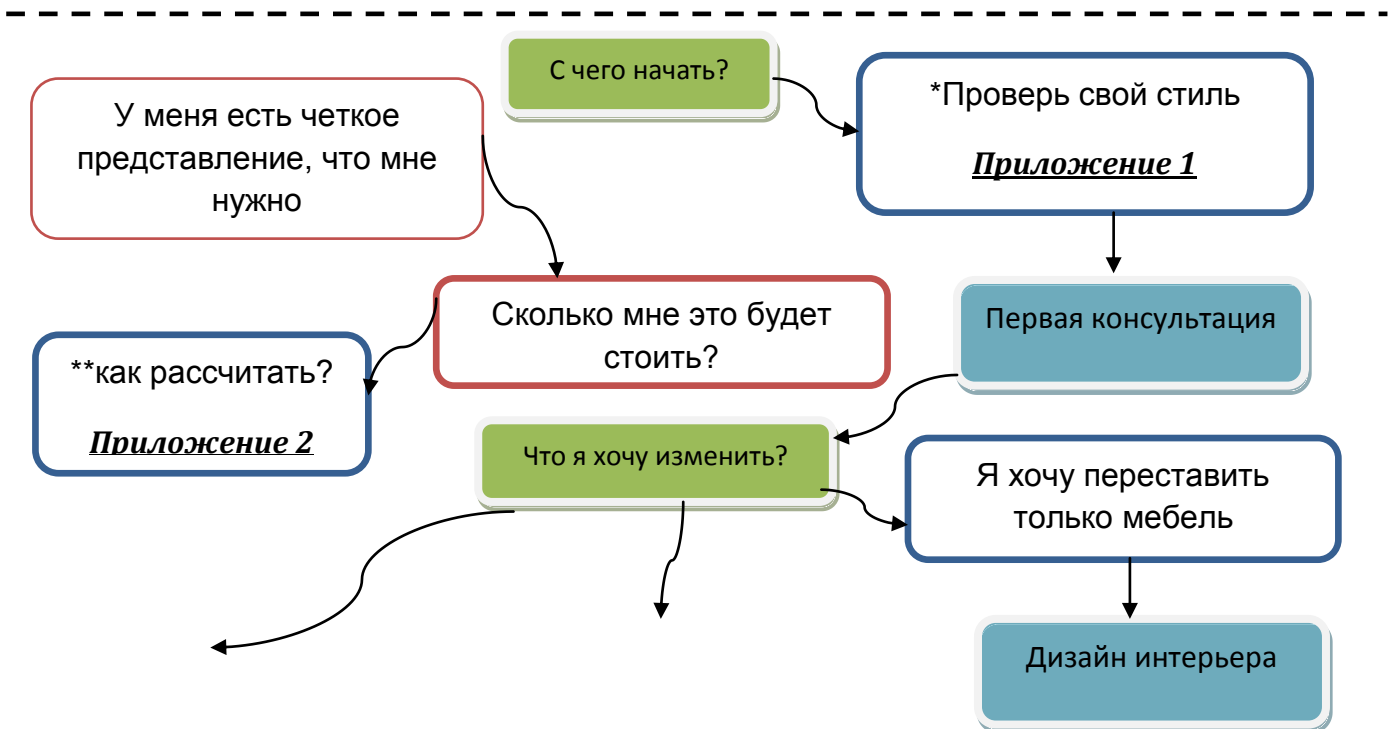 С чего начать?
У меня есть четкое
представление, что мне
нужно
*Проверь свой стиль
Приложение 1
Сколько мне это будет
стоить?
Первая консультация
**как рассчитать?
Приложение 2
Что я хочу изменить?
Я хочу переставить
только мебель
Дизайн интерьера